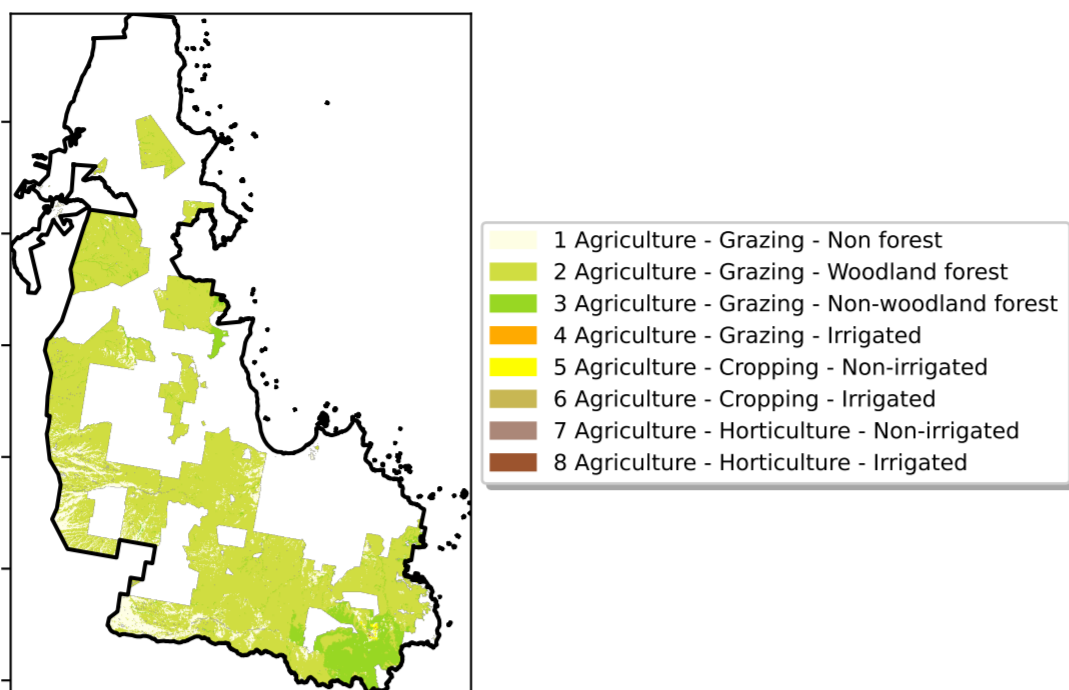 1 Agriculture - Grazing - Non forest
2 Agriculture - Grazing - Woodland forest
3 Agriculture - Grazing - Non-woodland forest
4 Agriculture - Grazing - Irrigated
5 Agriculture - Cropping - Non-irrigated
6 Agriculture - Cropping - Irrigated
7 Agriculture - Horticulture - Non-irrigated
8 Agriculture - Horticulture - Irrigated